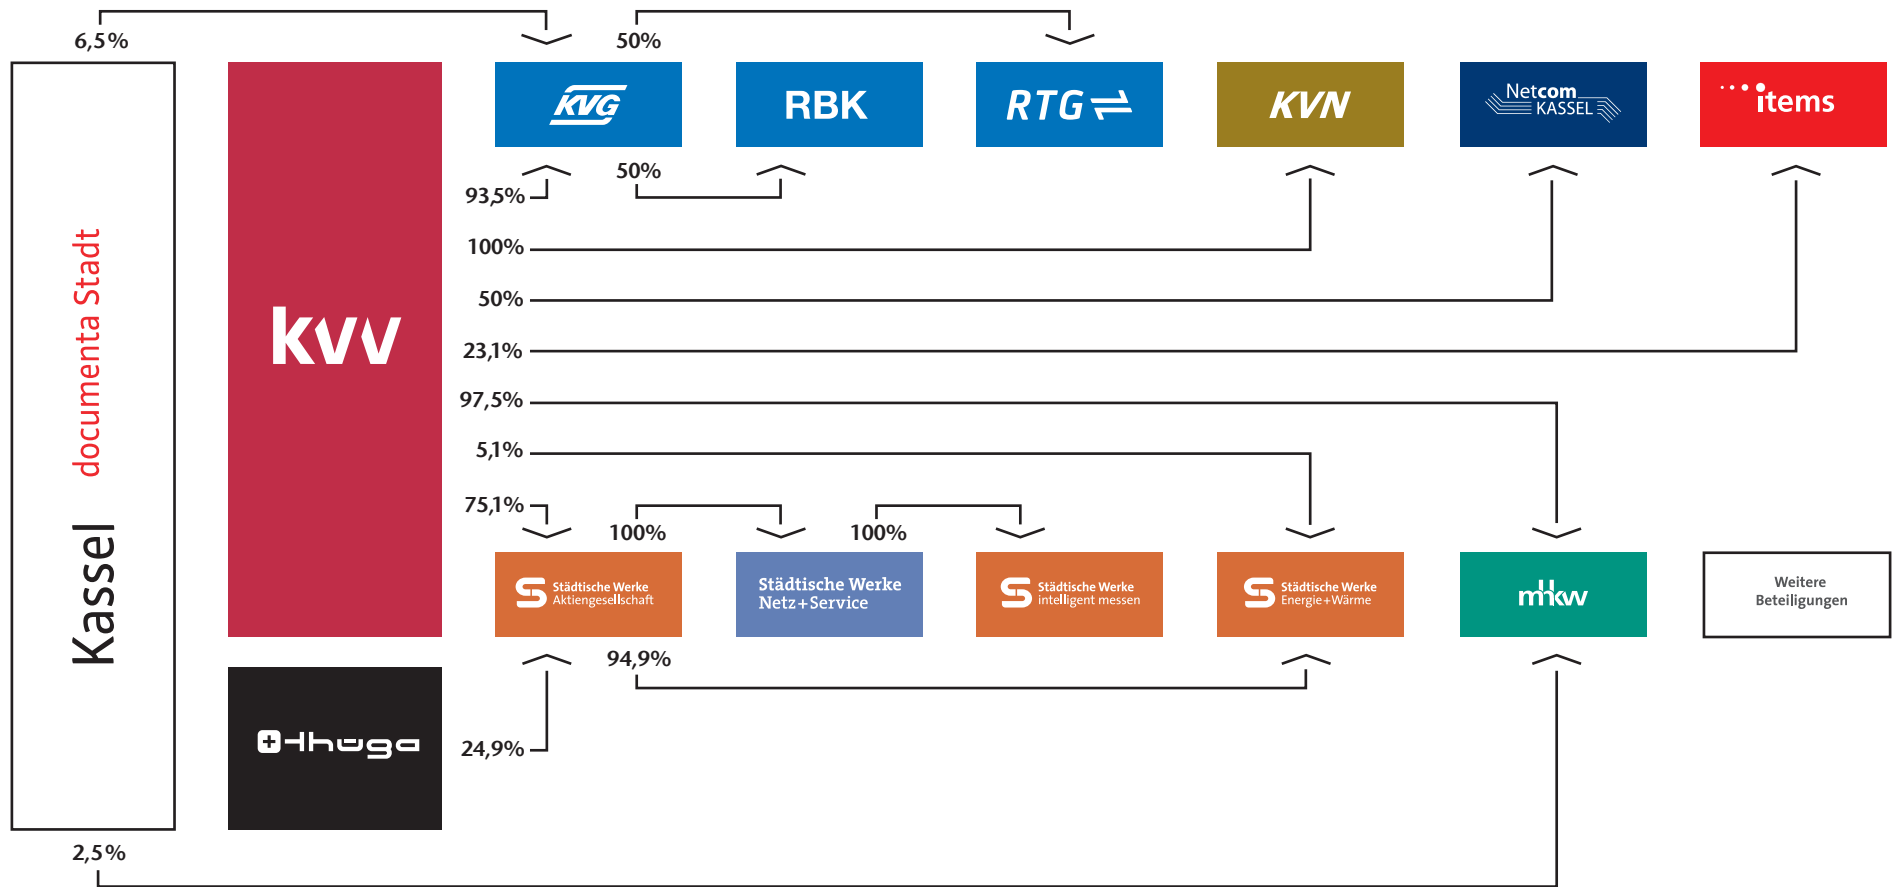 6,5%
50%
Kassel documenta Stadt
kvv
KVG
RBK
RTG
KVN
Netcom
KASSEL
items
50%
93,5%
100%
50%
23,1%
97,5%
5,1%
75,1%
100%
100%
Städtische Werke
Aktiengesellschaft
Städtische Werke
Netz+Service
Städtische Werke
intelligent messen
Städtische Werke
Energie+Wärme
mhkw
Weitere
Beteiligungen
94,9%
thüga
24,9%
2,5%